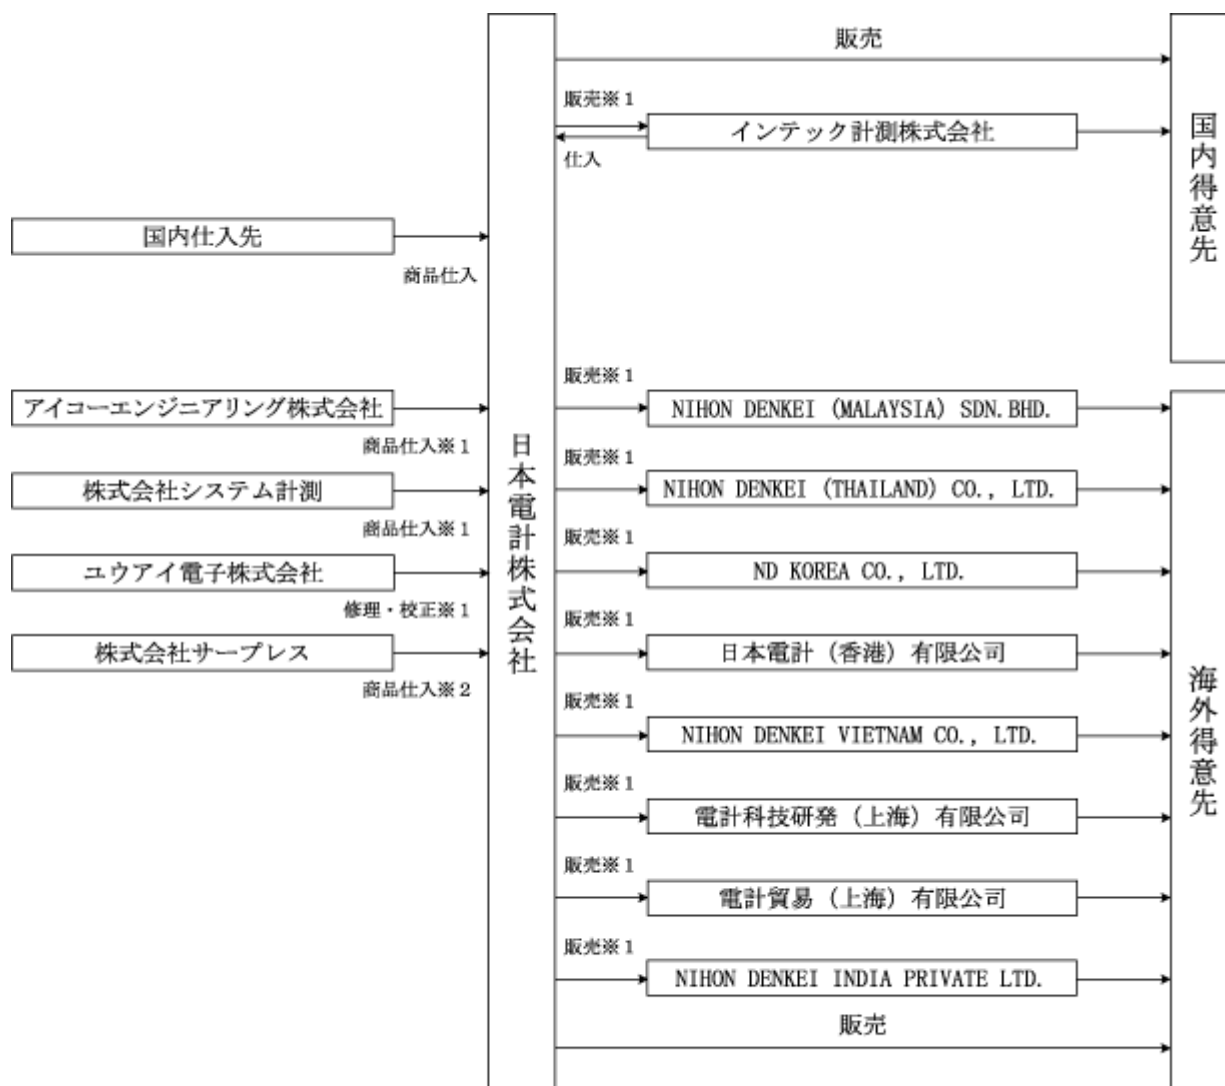 販売
販売※1
インテック計測株式会社
仕入
国内得意先
国内仕入先
商品仕入
アイコーエンジニアリング株式会社
商品仕入※1
株式会社システム計測
商品仕入※1
ユウアイ電子株式会社
修理・校正※1
株式会社サープレス
商品仕入※2
日本電計株式会社
販売※1
NIHON DENKEI (MALAYSIA) SDN.BHD.
販売※1
NIHON DENKEI (THAILAND) CO., LTD.
販売※1
ND KOREA CO., LTD.
販売※1
日本電計（香港）有限公司
販売※1
NIHON DENKEI VIETNAM CO., LTD.
販売※1
電計科技研発（上海）有限公司
販売※1
電計貿易（上海）有限公司
販売※1
NIHON DENKEI INDIA PRIVATE LTD.
販売
海外得意先